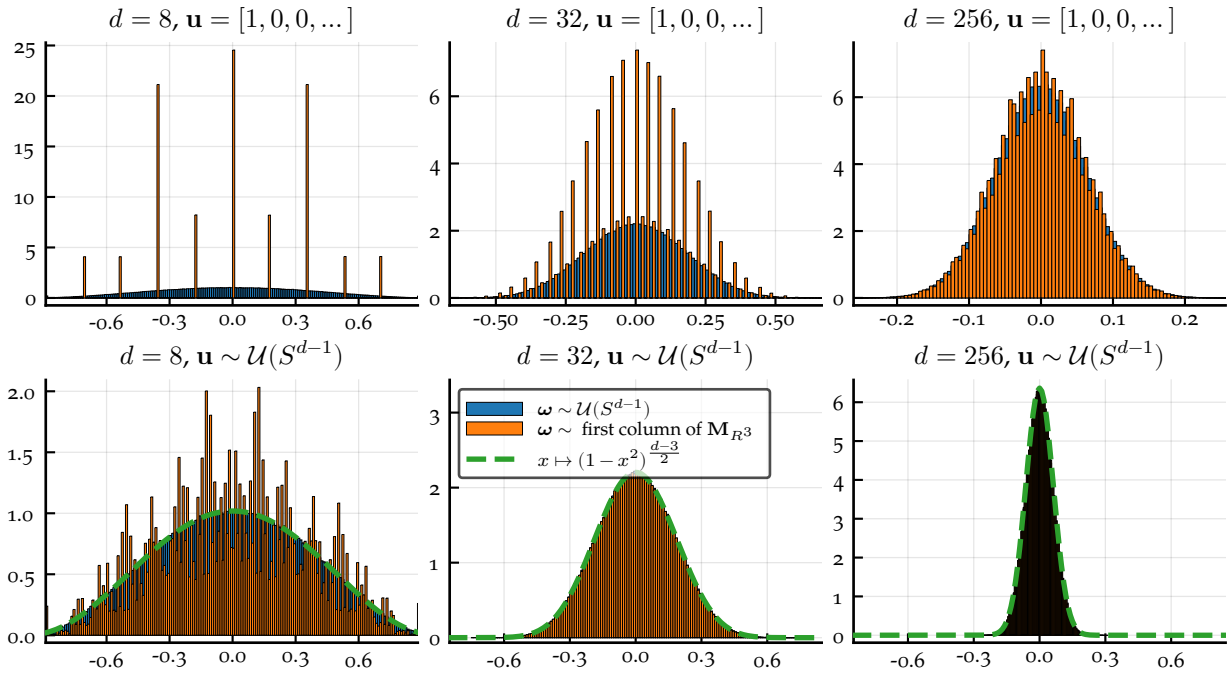 d = 8, u = [1, 0, 0, … ]
d = 32, u = [1, 0, 0, … ]
d = 256, u = [1, 0, 0, … ]
25
20
15
10
5
0
-0.6 -0.3 0.0 0.3 0.6
6
4
2
0
-0.50 -0.25 0.00 0.25 0.50
6
4
2
0
-0.2 -0.1 0.0 0.1 0.2
d = 8, u ∼ 𝒰(S^{d−1})
d = 32, u ∼ 𝒰(S^{d−1})
d = 256, u ∼ 𝒰(S^{d−1})
2.0
1.5
1.0
0.5
0.0
-0.6 -0.3 0.0 0.3 0.6
3
2
1
0
ω ∼ 𝒰(S^{d−1})
ω ∼ first column of M_{R^3}
x ↦ (1−x^2)^{\frac{d−3}{2}}
-0.6 -0.3 0.0 0.3 0.6
6
5
4
3
2
1
0
-0.6 -0.3 0.0 0.3 0.6